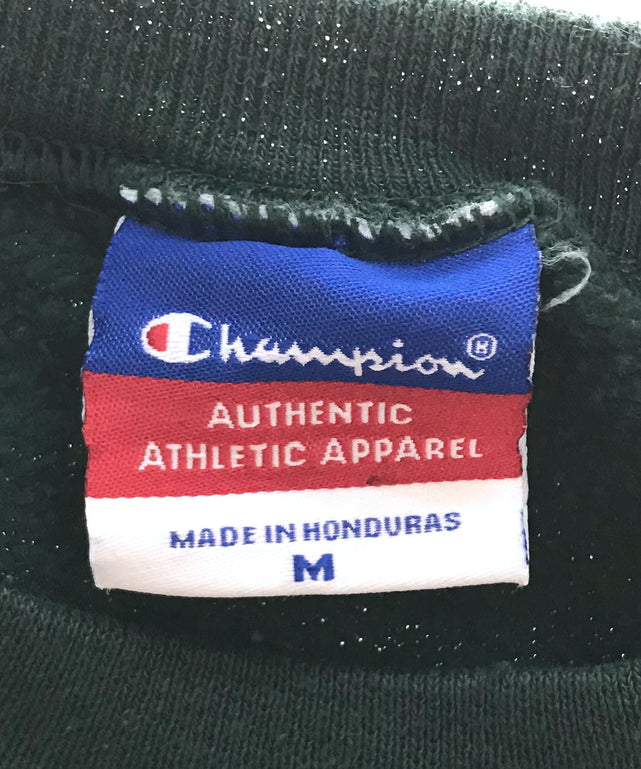 Champion®
AUTHENTIC
ATHLETIC APPAREL
MADE IN HONDURAS
M